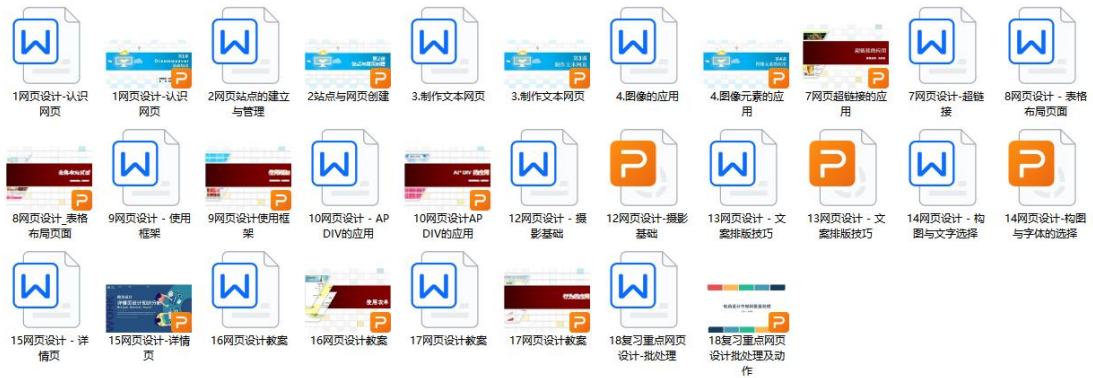 1网页设计-认识
网页
1网页设计-认识
网页
2网页站点的建立
与管理
2站点与网页创建
3.制作文本网页
3.制作文本网页
4.图像的应用
4.图像元素的应
用
7网页超链接的应
用
7网页设计-超链
接
8网页设计 - 表格
布局页面
8网页设计_表格
布局页面
9网页设计 - 使用
框架
9网页设计使用框
架
10网页设计 - AP
DIV的应用
10网页设计AP
DIV的应用
12网页设计 - 摄
影基础
12网页设计-摄影
基础
13网页设计 - 文
案排版技巧
13网页设计 - 文
案排版技巧
14网页设计 - 构
图与文字选择
14网页设计-构图
与字体的选择
15网页设计 - 详
情页
15网页设计-详情
页
16网页设计教案
16网页设计教案
17网页设计教案
17网页设计教案
18复习重点网页
设计-批处理
18复习重点网页
设计批处理及动
作